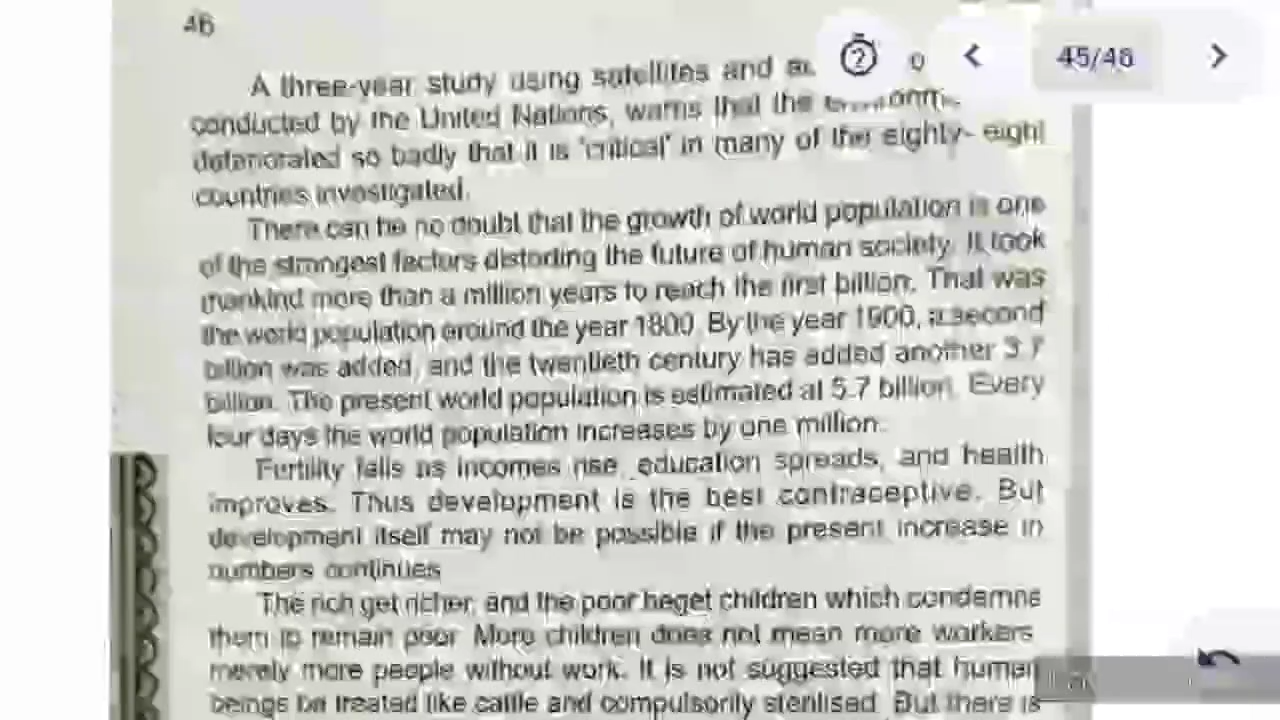 46
45/48
A three-year study using satellites and
conducted by the United Nations, warns that the
deteriorated so badly that it is 'critical' in many of the eighty- eight
countries investigated.
There can be no doubt that the growth of world population is one
of the strongest factors distorting the future of human society. It took
mankind more than a million years to reach the first billion. That was
the world population around the year 1800. By the year 1900, a second
billion was added, and the twentieth century has added another 3.7
billion. The present world population is estimated at 5.7 billion. Every
four days the world population increases by one million.
Fertility falls as incomes rise, education spreads, and health
improves. Thus development is the best contraceptive. But
development itself may not be possible if the present increase in
numbers continues.
The rich get richer, and the poor beget children which condemns
them to remain poor. More children does not mean more workers
merely more people without work. It is not suggested that human
beings be treated like cattle and compulsorily sterilised. But there is